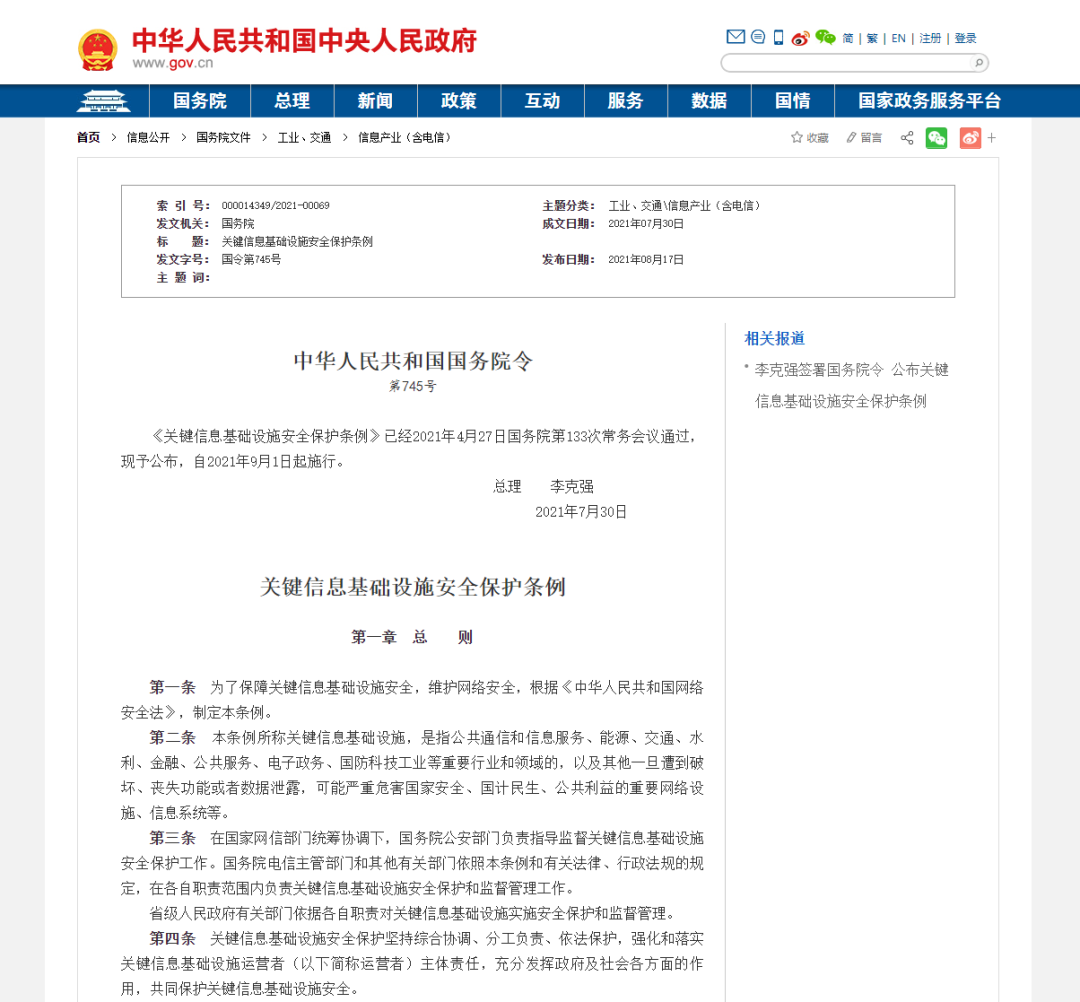 中华人民共和国中央人民政府
www.gov.cn
简 | 繁 | EN | 注册 | 登录
国务院 总理 新闻 政策 互动 服务 数据 国情 国家政务服务平台
首页 > 信息公开 > 国务院文件 > 工业、交通 > 信息产业（含电信）
收藏 留言
索 引 号： 000014349/2021-00069 主题分类： 工业、交通\信息产业（含电信）
发文机关： 国务院 成文日期： 2021年07月30日
标 题： 关键信息基础设施安全保护条例
发文字号： 国令第745号 发布日期： 2021年08月17日
主 题 词：
中华人民共和国国务院令
第745号
《关键信息基础设施安全保护条例》已经2021年4月27日国务院第133次常务会议通过，
现予公布，自2021年9月1日起施行。
总理 李克强
2021年7月30日
关键信息基础设施安全保护条例
第一章 总 则
第一条 为了保障关键信息基础设施安全，维护网络安全，根据《中华人民共和国网络
安全法》，制定本条例。
第二条 本条例所称关键信息基础设施，是指公共通信和信息服务、能源、交通、水
利、金融、公共服务、电子政务、国防科技工业等重要行业和领域的，以及其他一旦遭到破
坏、丧失功能或者数据泄露，可能严重危害国家安全、国计民生、公共利益的重要网络设
施、信息系统等。
第三条 在国家网信部门统筹协调下，国务院公安部门负责指导监督关键信息基础设施
安全保护工作。国务院电信主管部门和其他有关部门依照本条例和有关法律、行政法规的规
定，在各自职责范围内负责关键信息基础设施安全保护和监督管理工作。
省级人民政府有关部门依据各自职责对关键信息基础设施实施安全保护和监督管理。
第四条 关键信息基础设施安全保护坚持综合协调、分工负责、依法保护，强化和落实
关键信息基础设施运营者（以下简称运营者）主体责任，充分发挥政府及社会各方面的作
用，共同保护关键信息基础设施安全。
相关报道
• 李克强签署国务院令 公布关键
信息基础设施安全保护条例